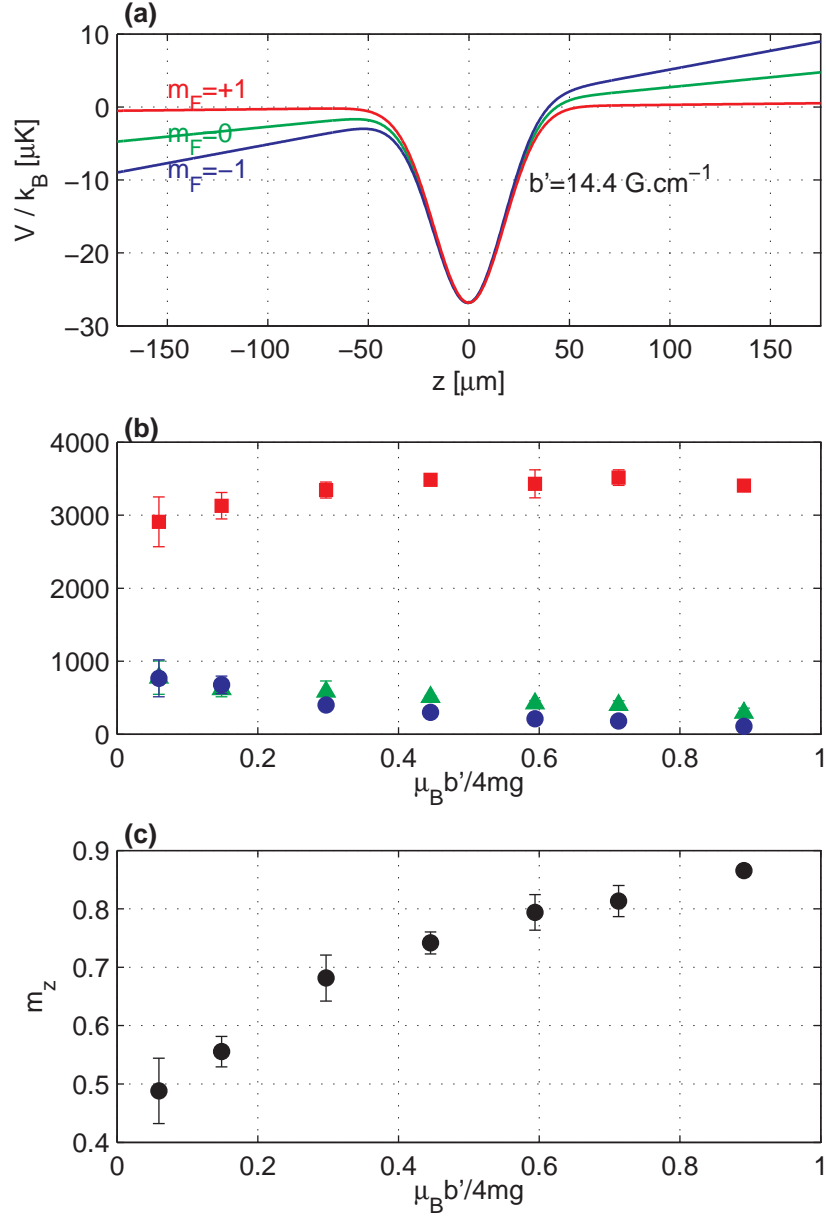 (a)
10
0
−10
−20
−30
V / k_B [μK]
m_F=+1
m_F=0
m_F=−1
b'=14.4 G.cm⁻¹
−150 −100 −50 0 50 100 150
z [μm]
(b)
4000
3000
2000
1000
0
0 0.2 0.4 0.6 0.8 1
μ_B b'/4mg
(c)
0.9
0.8
0.7
0.6
0.5
0.4
m_z
0 0.2 0.4 0.6 0.8 1
μ_B b'/4mg